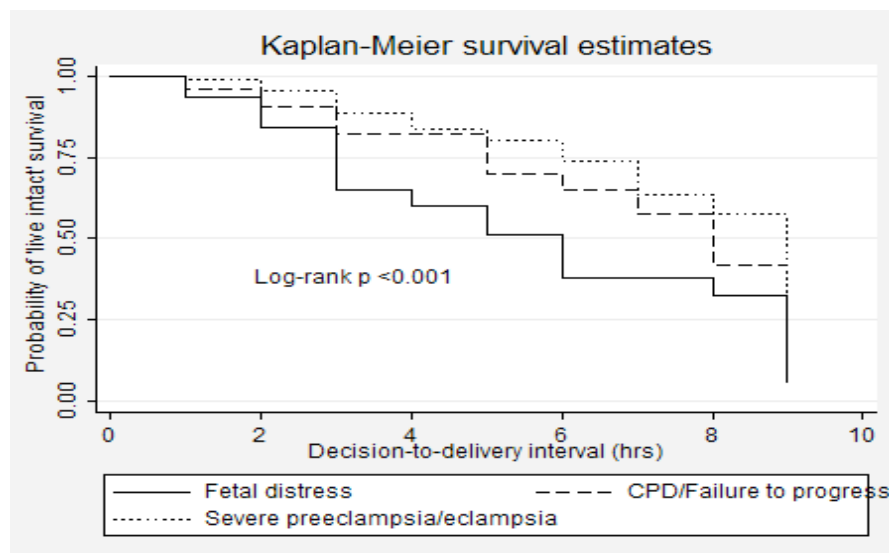 Kaplan-Meier survival estimates
Probability of 'live intact' survival
1.00
0.75
0.50
0.25
0.00
Log-rank p <0.001
0 2 4 6 8 10
Decision-to-delivery interval (hrs)
Fetal distress CPD/Failure to progress
Severe preeclampsia/eclampsia